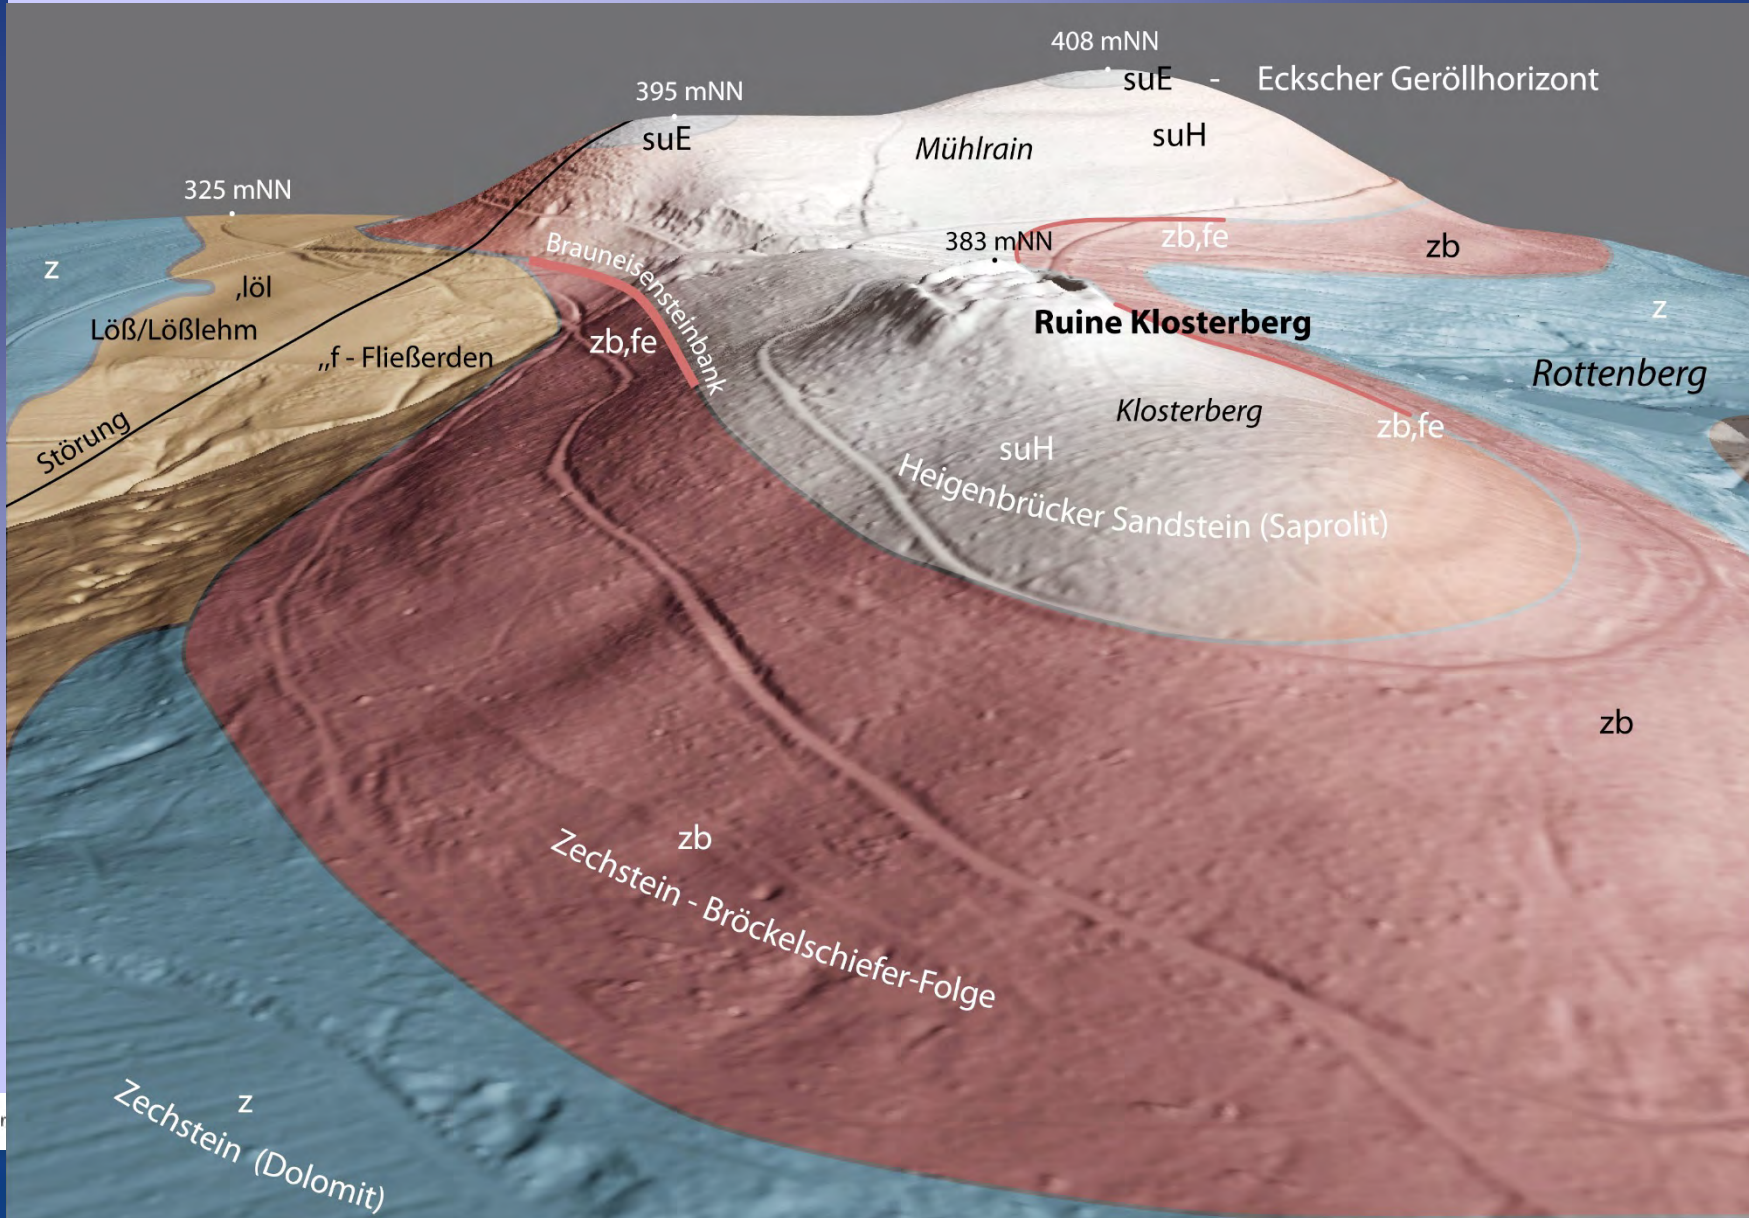 408 mNN
suE - Eckscher Geröllhorizont
395 mNN
suE
suH
Mühlrain
325 mNN
383 mNN
zb,fe
zb
z
Brauneisensteinbank
,löl
Löß/Lößlehm
zb,fe
„f - Fließerden
Ruine Klosterberg
z
Rottenberg
Klosterberg
zb,fe
Störung
suH
Heigenbrücker Sandstein (Saprolit)
zb
zb
Zechstein - Bröckelschiefer-Folge
z
Zechstein (Dolomit)